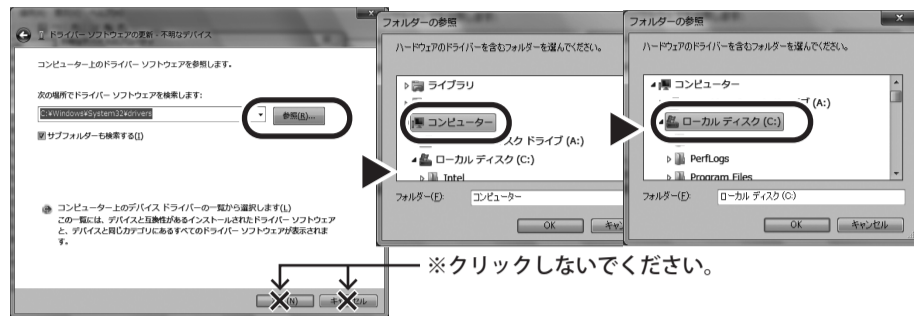 ドライバー ソフトウェアの更新 - 不明なデバイス
コンピューター上のドライバー ソフトウェアを参照します。
次の場所でドライバー ソフトウェアを検索します:
C:¥Windows¥System32¥drivers
参照(R)...
サブフォルダーも検索する(I)
コンピューター上のデバイス ドライバーの一覧から選択します(L)
この一覧には、デバイスと互換性があるインストールされたドライバー ソフトウェア
と、デバイスと同じカテゴリにあるすべてのドライバー ソフトウェアが表示されま
す。
(N)
フォルダーの参照
ハードウェアのドライバーを含むフォルダーを選んでください。
ライブラリ
コンピューター
スク ドライブ (A:)
ローカル ディスク (C:)
Intel
フォルダー(F):
コンピューター
OK
フォルダーの参照
ハードウェアのドライバーを含むフォルダーを選んでください。
コンピューター
(A:)
ローカル ディスク (C:)
PerfLogs
Program Files
フォルダー(F):
ローカル ディスク (C:)
OK
キャンセル
※クリックしないでください。